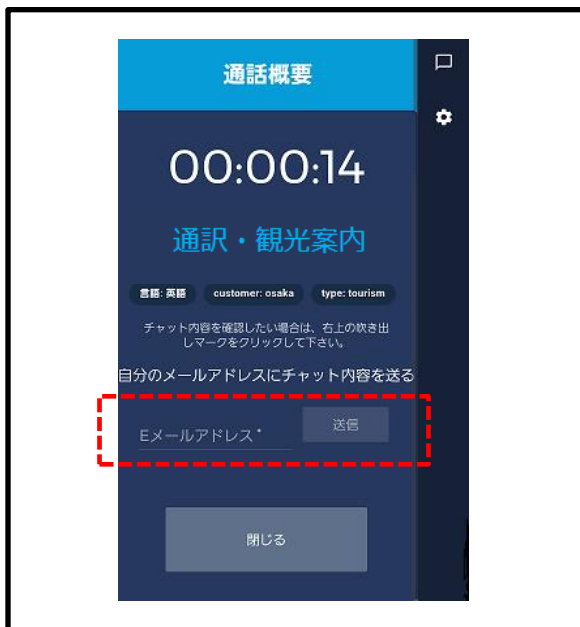 通話概要
00:00:14
通訳・観光案内
言語: 英語 customer: osaka type: tourism
チャット内容を確認したい場合は、右上の吹き出
しマークをクリックして下さい。
自分のメールアドレスにチャット内容を送る
Eメールアドレス * 送信
閉じる